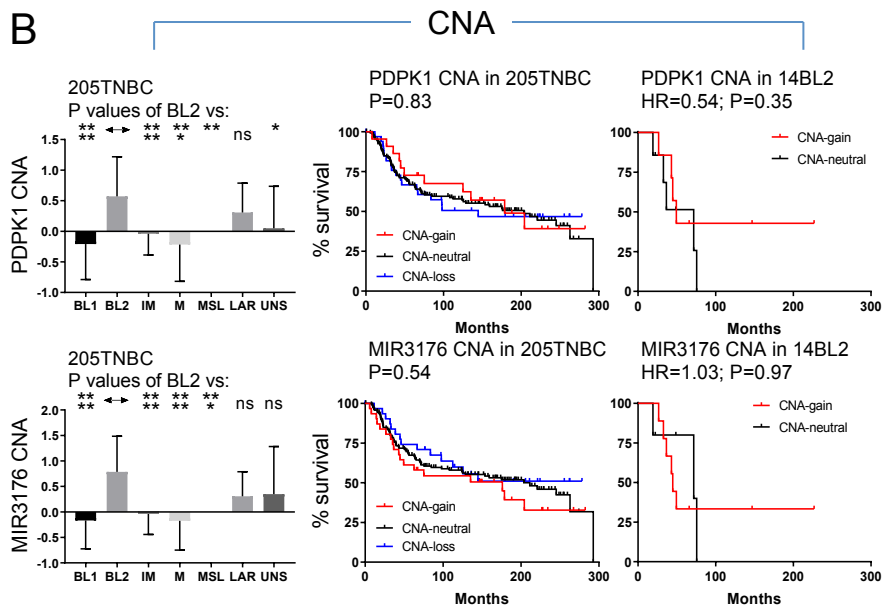 B
CNA
205TNBC
P values of BL2 vs:
** ** ** ** *
** ** * ns
PDPK1 CNA
1.5
1.0
0.5
0.0
-0.5
-1.0
BL1 BL2 IM M MSL LAR UNS
PDPK1 CNA in 205TNBC
P=0.83
% survival
100
75
50
25
0
CNA-gain
CNA-neutral
CNA-loss
0 100 200 300
Months
PDPK1 CNA in 14BL2
HR=0.54; P=0.35
100
75
50
25
0
CNA-gain
CNA-neutral
0 100 200 300
Months
205TNBC
P values of BL2 vs:
** ** ** ** ns ns
** ** ** *
MIR3176 CNA
2.0
1.5
1.0
0.5
0.0
-0.5
-1.0
BL1 BL2 IM M MSL LAR UNS
MIR3176 CNA in 205TNBC
P=0.54
% survival
100
75
50
25
0
CNA-gain
CNA-neutral
CNA-loss
0 100 200 300
Months
MIR3176 CNA in 14BL2
HR=1.03; P=0.97
100
75
50
25
0
CNA-gain
CNA-neutral
0 100 200 300
Months